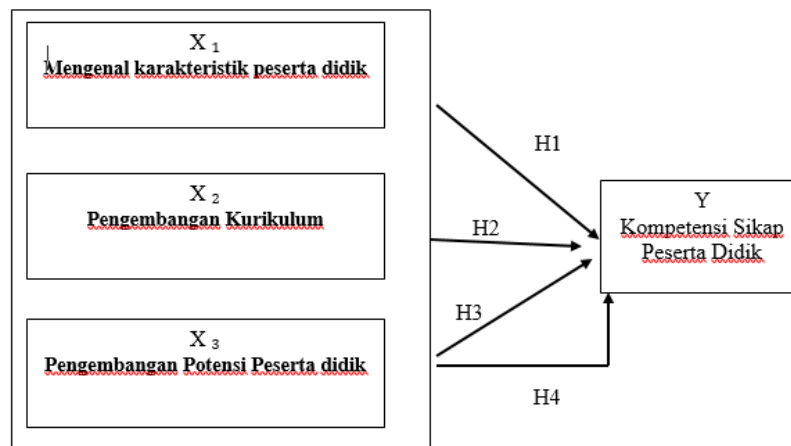 X 1
Mengenal karakteristik peserta didik
H1
X 2
Pengembangan Kurikulum
H2
Y
Kompetensi Sikap
Peserta Didik
X 3
Pengembangan Potensi Peserta didik
H3
H4